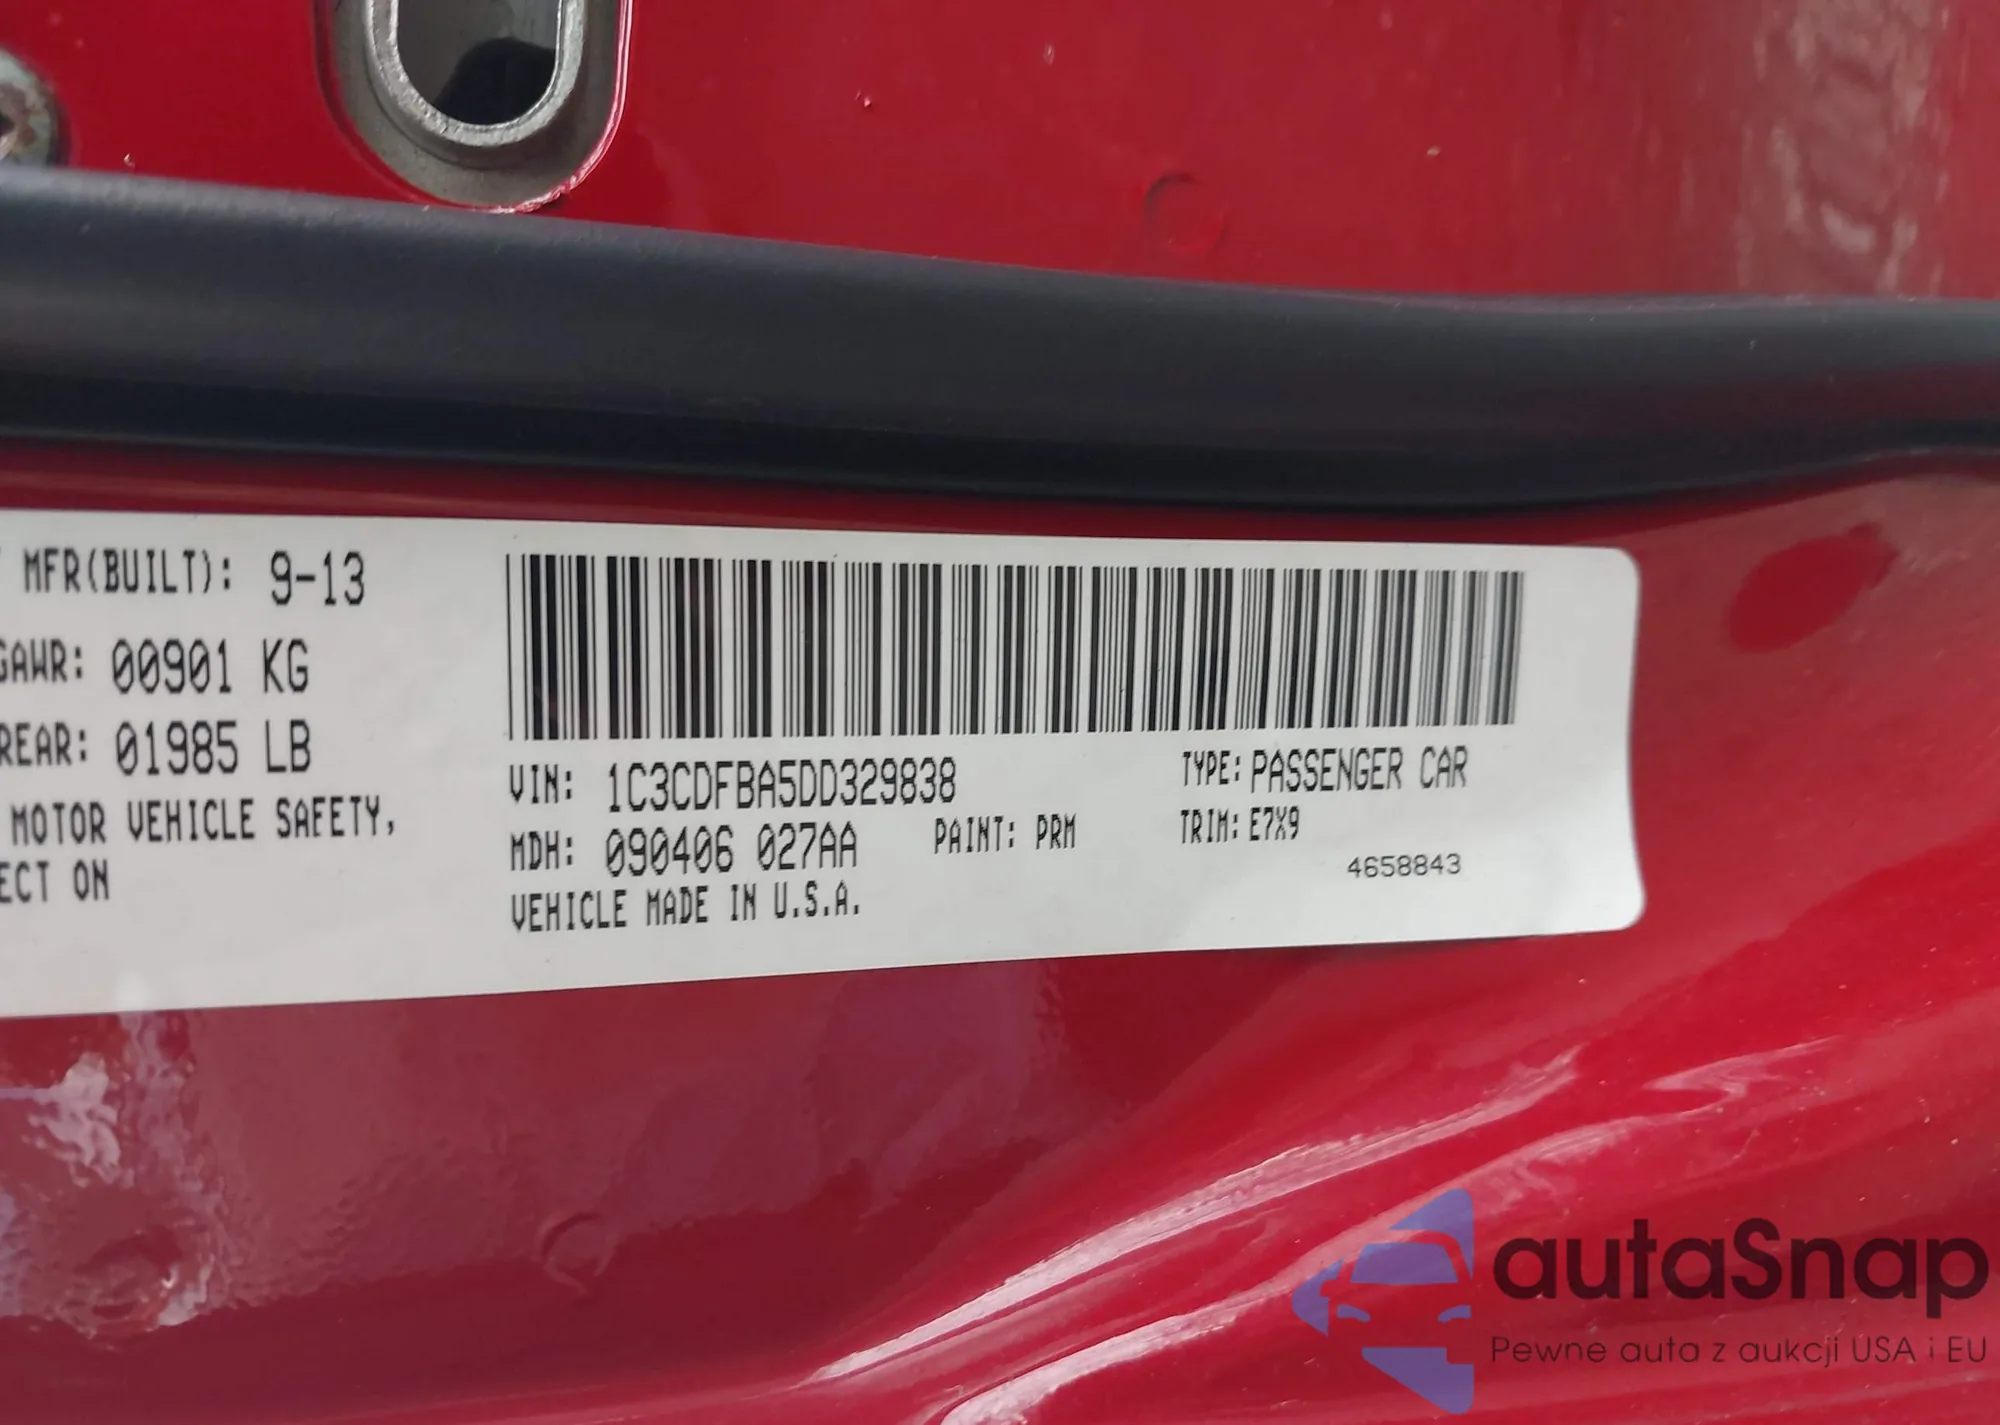 MFR(BUILT): 9-13
GAWR: 00901 KG
REAR: 01985 LB
MOTOR VEHICLE SAFETY,
ECT ON
VIN: 1C3CDFBA5DD329838
TYPE: PASSENGER CAR
MDH: 090406 027AA
PAINT: PRM
TRIM: E7X9
4658843
VEHICLE MADE IN U.S.A.
autaSnap
Pewne auta z aukcji USA i EU